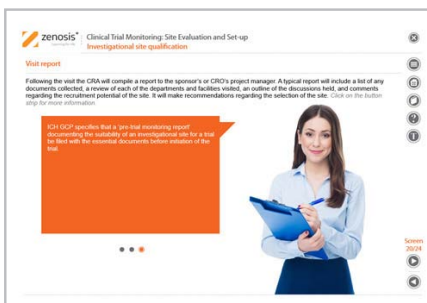 zenosis
Clinical Trial Monitoring: Site Evaluation and Set-up
Investigational site qualification
Visit report
Following the visit the CRA will compile a report to the sponsor's or CRO's project manager. A typical report will include a list of any
documents collected, a review of each of the departments and facilities visited, an outline of the discussions held, and comments
regarding the recruitment potential of the site. It will make recommendations regarding the selection of the site. Click on the button
strip for more information.
ICH GCP specifies that a 'pre-trial monitoring report'
documenting the suitability of an investigational site for a trial
be filed with the essential documents before initiation of the
trial.
Screen
20/24